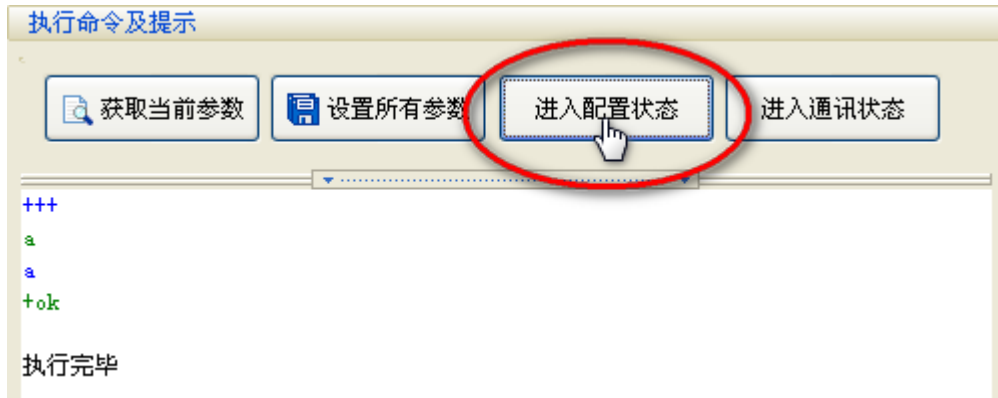 执行命令及提示
获取当前参数 设置所有参数 进入配置状态 进入通讯状态
+++
a
a
+ok
执行完毕